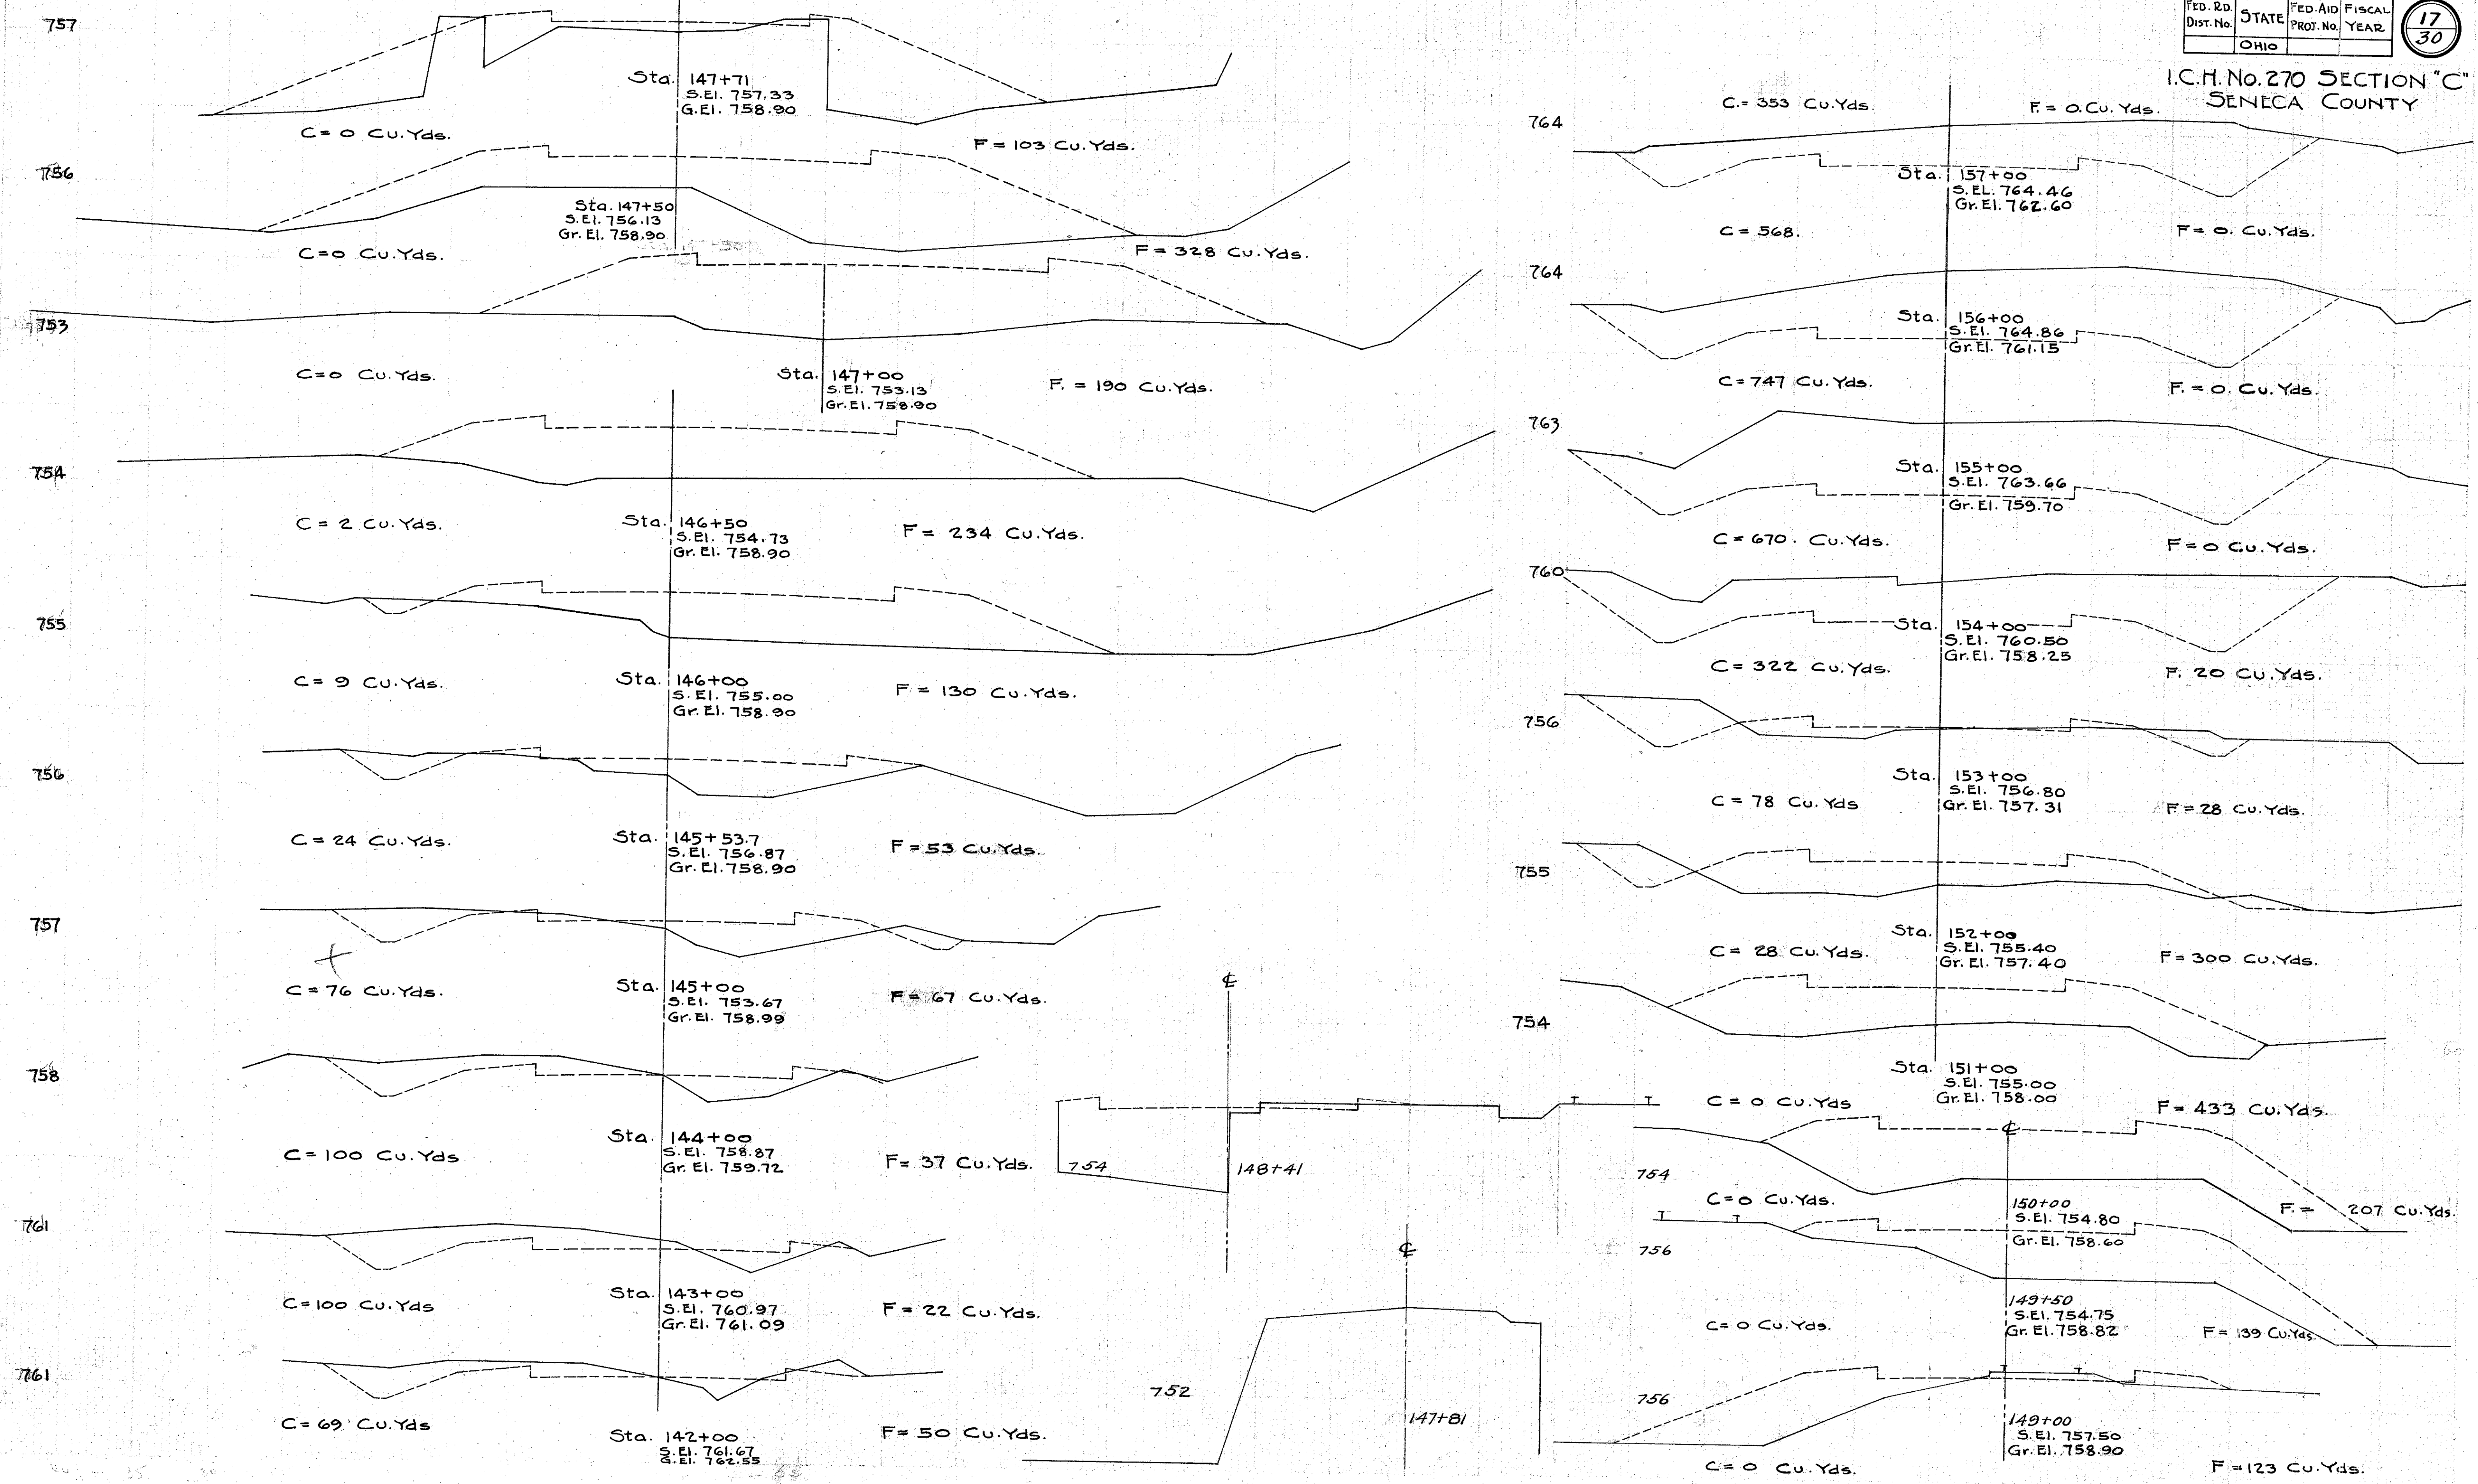 FED. RD. DIST. No.
STATE
FED. AID PROJ. No.
FISCAL YEAR
OHIO
17
30
I.C.H. No. 270 SECTION "C"
SENECA COUNTY
757
Sta. 147+71
S.El. 757.33
G.El. 758.90
C = 0 Cu.Yds.
F = 103 Cu.Yds.
756
Sta. 147+50
S.El. 756.13
Gr. El. 758.90
C=0 Cu.Yds.
F = 328 Cu.Yds.
753
C=0 Cu.Yds.
Sta. 147+00
S.El. 753.13
Gr.El. 758.90
F. = 190 Cu.Yds.
754
C = 2 Cu.Yds.
Sta. 146+50
S.El. 754.73
Gr. El. 758.90
F = 234 Cu.Yds.
755
C = 9 Cu.Yds.
Sta. 146+00
S.El. 755.00
Gr. El. 758.90
F = 130 Cu.Yds.
756
C = 24 Cu.Yds.
Sta. 145+53.7
S.El. 756.87
Gr. El. 758.90
F = 53 Cu.Yds.
757
C = 76 Cu.Yds.
Sta. 145+00
S.El. 753.67
Gr.El. 758.99
F = 67 Cu.Yds.
758
C = 100 Cu.Yds
Sta. 144+00
S.El. 758.87
Gr. El. 759.72
F = 37 Cu.Yds.
761
C=100 Cu.Yds
Sta. 143+00
S.El. 760.97
Gr.El. 761.09
F = 22 Cu.Yds.
761
C = 69 Cu.Yds
Sta. 142+00
S.El. 761.67
G.El. 762.55
F= 50 Cu.Yds.
℄
754
148+41
℄
752
147+81
C.= 353 Cu.Yds.
F. = 0. Cu.Yds.
764
Sta. 157+00
S.EL. 764.46
Gr.El. 762.60
C = 568.
F = 0. Cu.Yds.
764
Sta. 156+00
S.El. 764.86
Gr.El. 761.15
C= 747 Cu.Yds.
F. = 0. Cu.Yds.
763
Sta. 155+00
S.El. 763.66
Gr.El. 759.70
C = 670. Cu.Yds.
F=0 Cu.Yds.
760
Sta. 154+00
S.El. 760.50
Gr.El. 758.25
C = 322 Cu.Yds.
F. 20 Cu.Yds.
756
Sta. 153+00
S.El. 756.80
Gr.El. 757.31
C = 78 Cu.Yds
F = 28 Cu.Yds.
755
Sta. 152+00
S.El. 755.40
Gr.El. 757.40
C = 28 Cu.Yds.
F = 300 Cu.Yds.
754
Sta. 151+00
S.El. 755.00
Gr.El. 758.00
C = 0 Cu.Yds
F = 433 Cu.Yds.
℄
754
C=0 Cu.Yds.
150+00
S.El. 754.80
Gr.El. 758.60
F. = 207 Cu.Yds.
756
149+50
S.El. 754.75
Gr.El. 758.82
C= 0 Cu.Yds.
F = 139 Cu.Yds.
756
149+00
S.El. 757.50
Gr.El. 758.90
C= 0 Cu.Yds.
F =123 Cu.Yds.